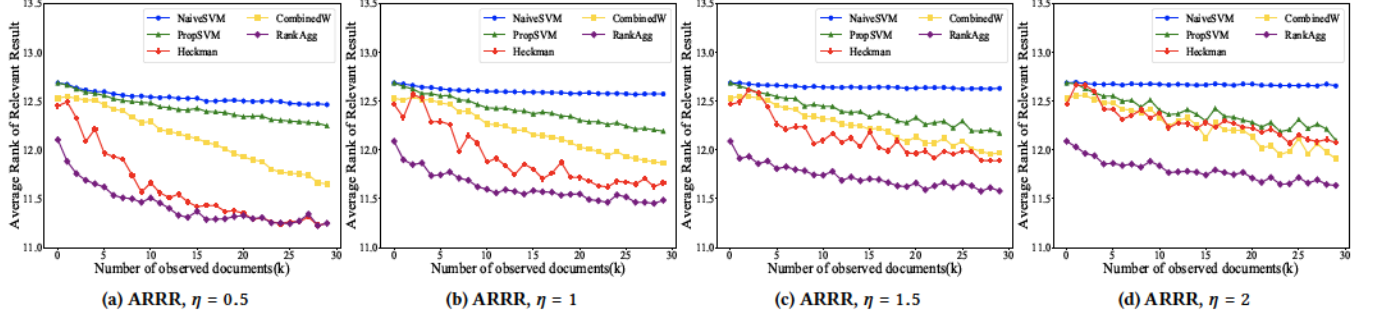 Average Rank of Relevant Result
13.5
13.0
12.5
12.0
11.5
11.0
NaiveSVM
PropSVM
Heckman
CombinedW
RankAgg
0 5 10 15 20 25 30
Number of observed documents(k)
(a) ARRR, η = 0.5
Average Rank of Relevant Result
13.5
13.0
12.5
12.0
11.5
11.0
NaiveSVM
PropSVM
Heckman
CombinedW
RankAgg
0 5 10 15 20 25 30
Number of observed documents(k)
(b) ARRR, η = 1
Average Rank of Relevant Result
13.5
13.0
12.5
12.0
11.5
11.0
NaiveSVM
PropSVM
Heckman
CombinedW
RankAgg
0 5 10 15 20 25 30
Number of observed documents(k)
(c) ARRR, η = 1.5
Average Rank of Relevant Result
13.5
13.0
12.5
12.0
11.5
11.0
NaiveSVM
PropSVM
Heckman
CombinedW
RankAgg
0 5 10 15 20 25 30
Number of observed documents(k)
(d) ARRR, η = 2